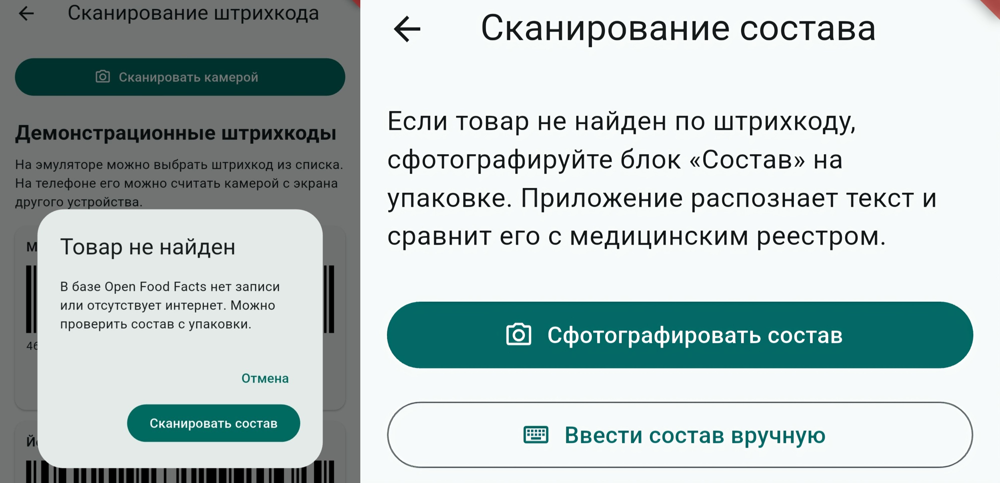 Сканирование штрихкода
Сканировать камерой
Демонстрационные штрихкоды
На эмуляторе можно выбрать штрихкод из списка.
На телефоне его можно считать камерой с экрана
другого устройства.
Товар не найден
В базе Open Food Facts нет записи
или отсутствует интернет. Можно
проверить состав с упаковки.
46
Отмена
Сканировать состав
Сканирование состава
Если товар не найден по штрихкоду,
сфотографируйте блок «Состав» на
упаковке. Приложение распознает текст и
сравнит его с медицинским реестром.
Сфотографировать состав
Ввести состав вручную